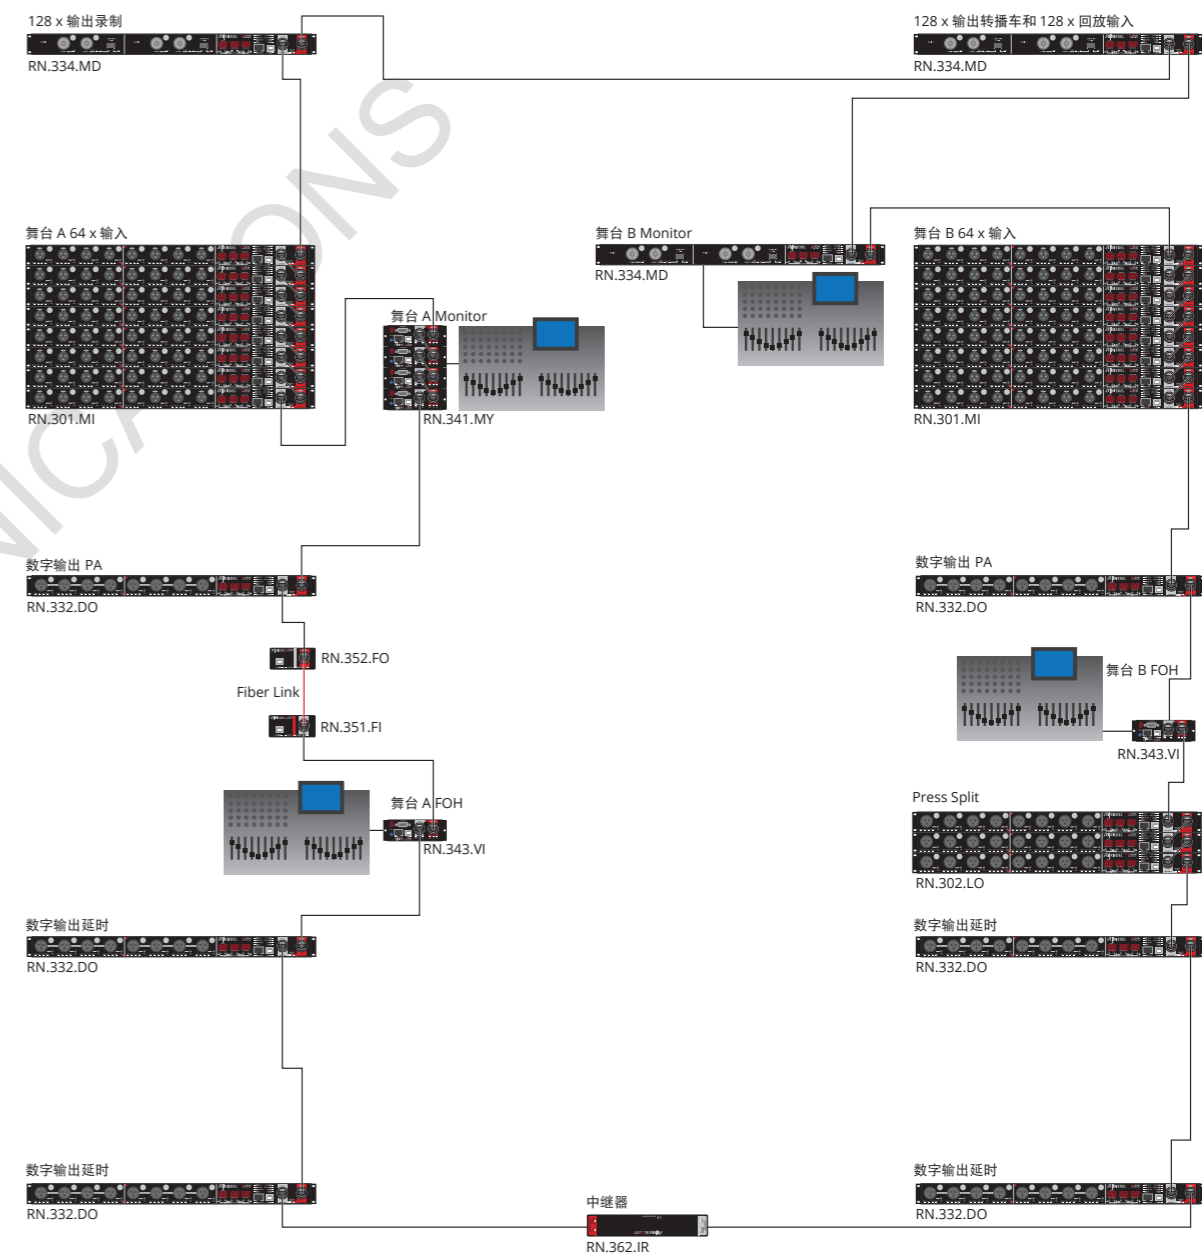 128 x 输出录制
RN.334.MD
128 x 输出转播车和 128 x 回放输入
RN.334.MD
舞台 A 64 x 输入
RN.301.MI
舞台 A Monitor
RN.341.MY
舞台 B Monitor
RN.334.MD
舞台 B 64 x 输入
RN.301.MI
数字输出 PA
RN.332.DO
数字输出 PA
RN.332.DO
RN.352.FO
Fiber Link
RN.351.FI
舞台 B FOH
RN.343.VI
舞台 A FOH
RN.343.VI
Press Split
RN.302.LO
数字输出延时
RN.332.DO
数字输出延时
RN.332.DO
数字输出延时
RN.332.DO
中继器
RN.362.IR
数字输出延时
RN.332.DO
NICATIONS